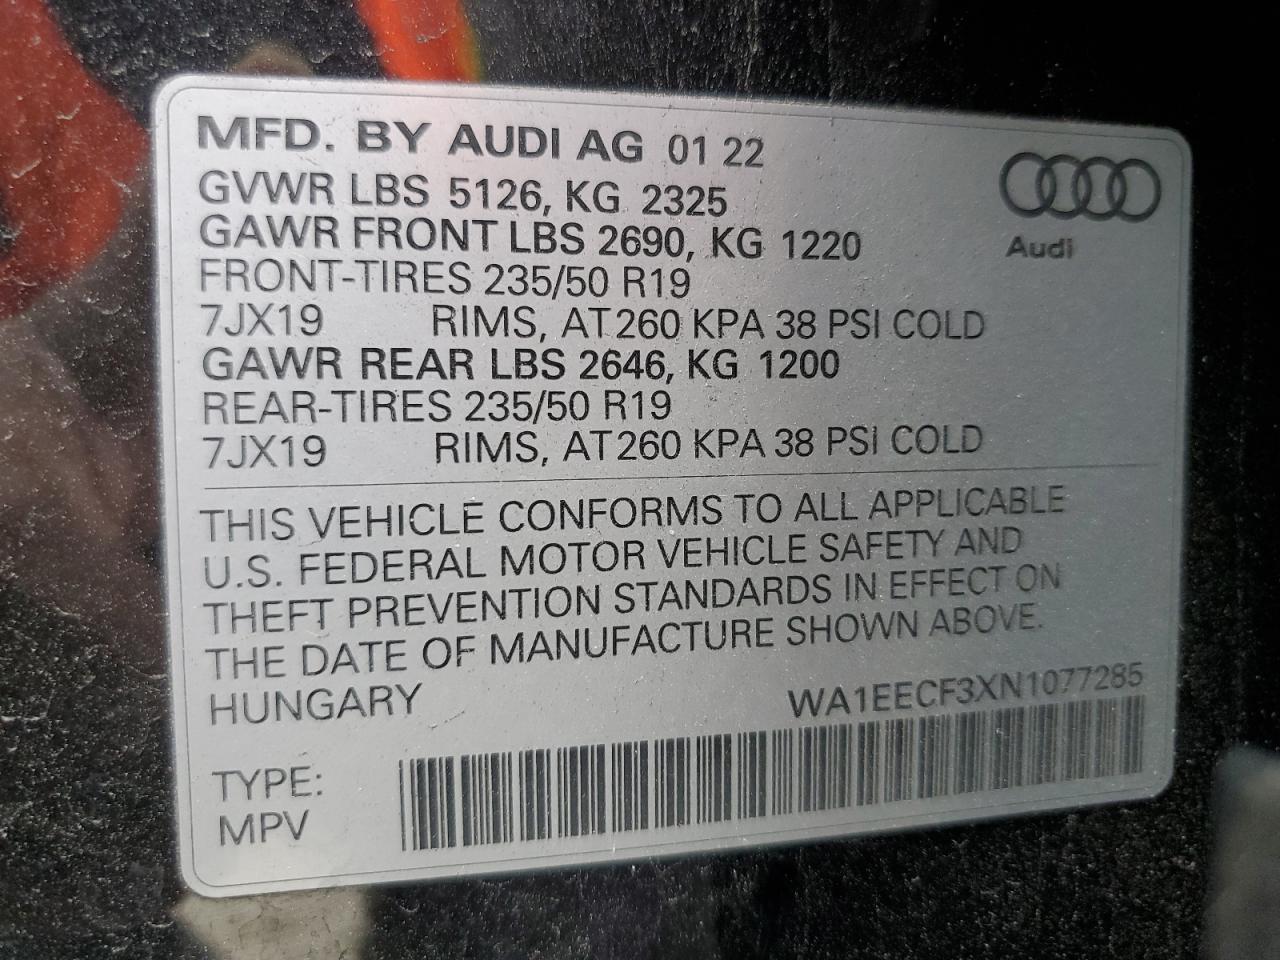 MFD. BY AUDI AG 01 22
GVWR LBS 5126, KG 2325
GAWR FRONT LBS 2690, KG 1220
Audi
FRONT-TIRES 235/50 R19
7JX19 RIMS, AT 260 KPA 38 PSI COLD
GAWR REAR LBS 2646, KG 1200
REAR-TIRES 235/50 R19
7JX19 RIMS, AT 260 KPA 38 PSI COLD
THIS VEHICLE CONFORMS TO ALL APPLICABLE
U.S. FEDERAL MOTOR VEHICLE SAFETY AND
THEFT PREVENTION STANDARDS IN EFFECT ON
THE DATE OF MANUFACTURE SHOWN ABOVE.
HUNGARY WA1EECF3XN1077285
TYPE:
MPV